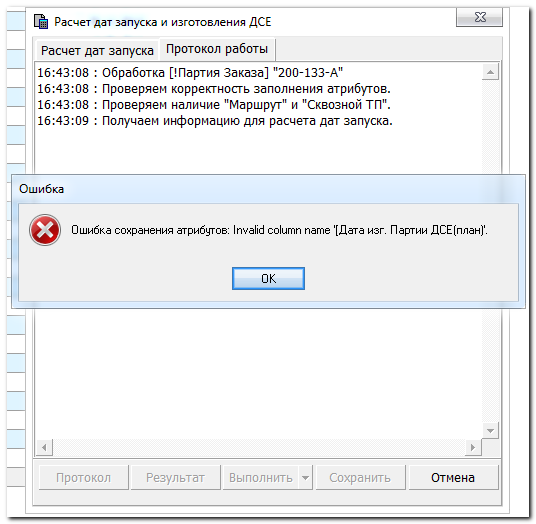 Расчет дат запуска и изготовления ДСЕ
Расчет дат запуска
Протокол работы
16:43:08 : Обработка [!Партия Заказа] "200-133-А"
16:43:08 : Проверяем корректность заполнения атрибутов.
16:43:08 : Проверяем наличие "Маршрут" и "Сквозной ТП".
16:43:09 : Получаем информацию для расчета дат запуска.
Ошибка
Ошибка сохранения атрибутов: Invalid column name '[Дата изг. Партии ДСЕ(план)'.
OK
Протокол
Результат
Выполнить
Сохранить
Отмена